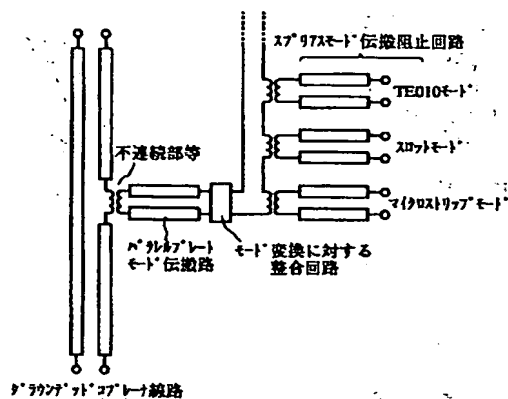 スプリアスモード伝搬阻止回路
TE010モード
スロットモード
マイクロストリップモード
不連続部等
パラレルプレート
モード伝搬路
モード変換に対する
整合回路
グラウンデッドコプレーナ線路